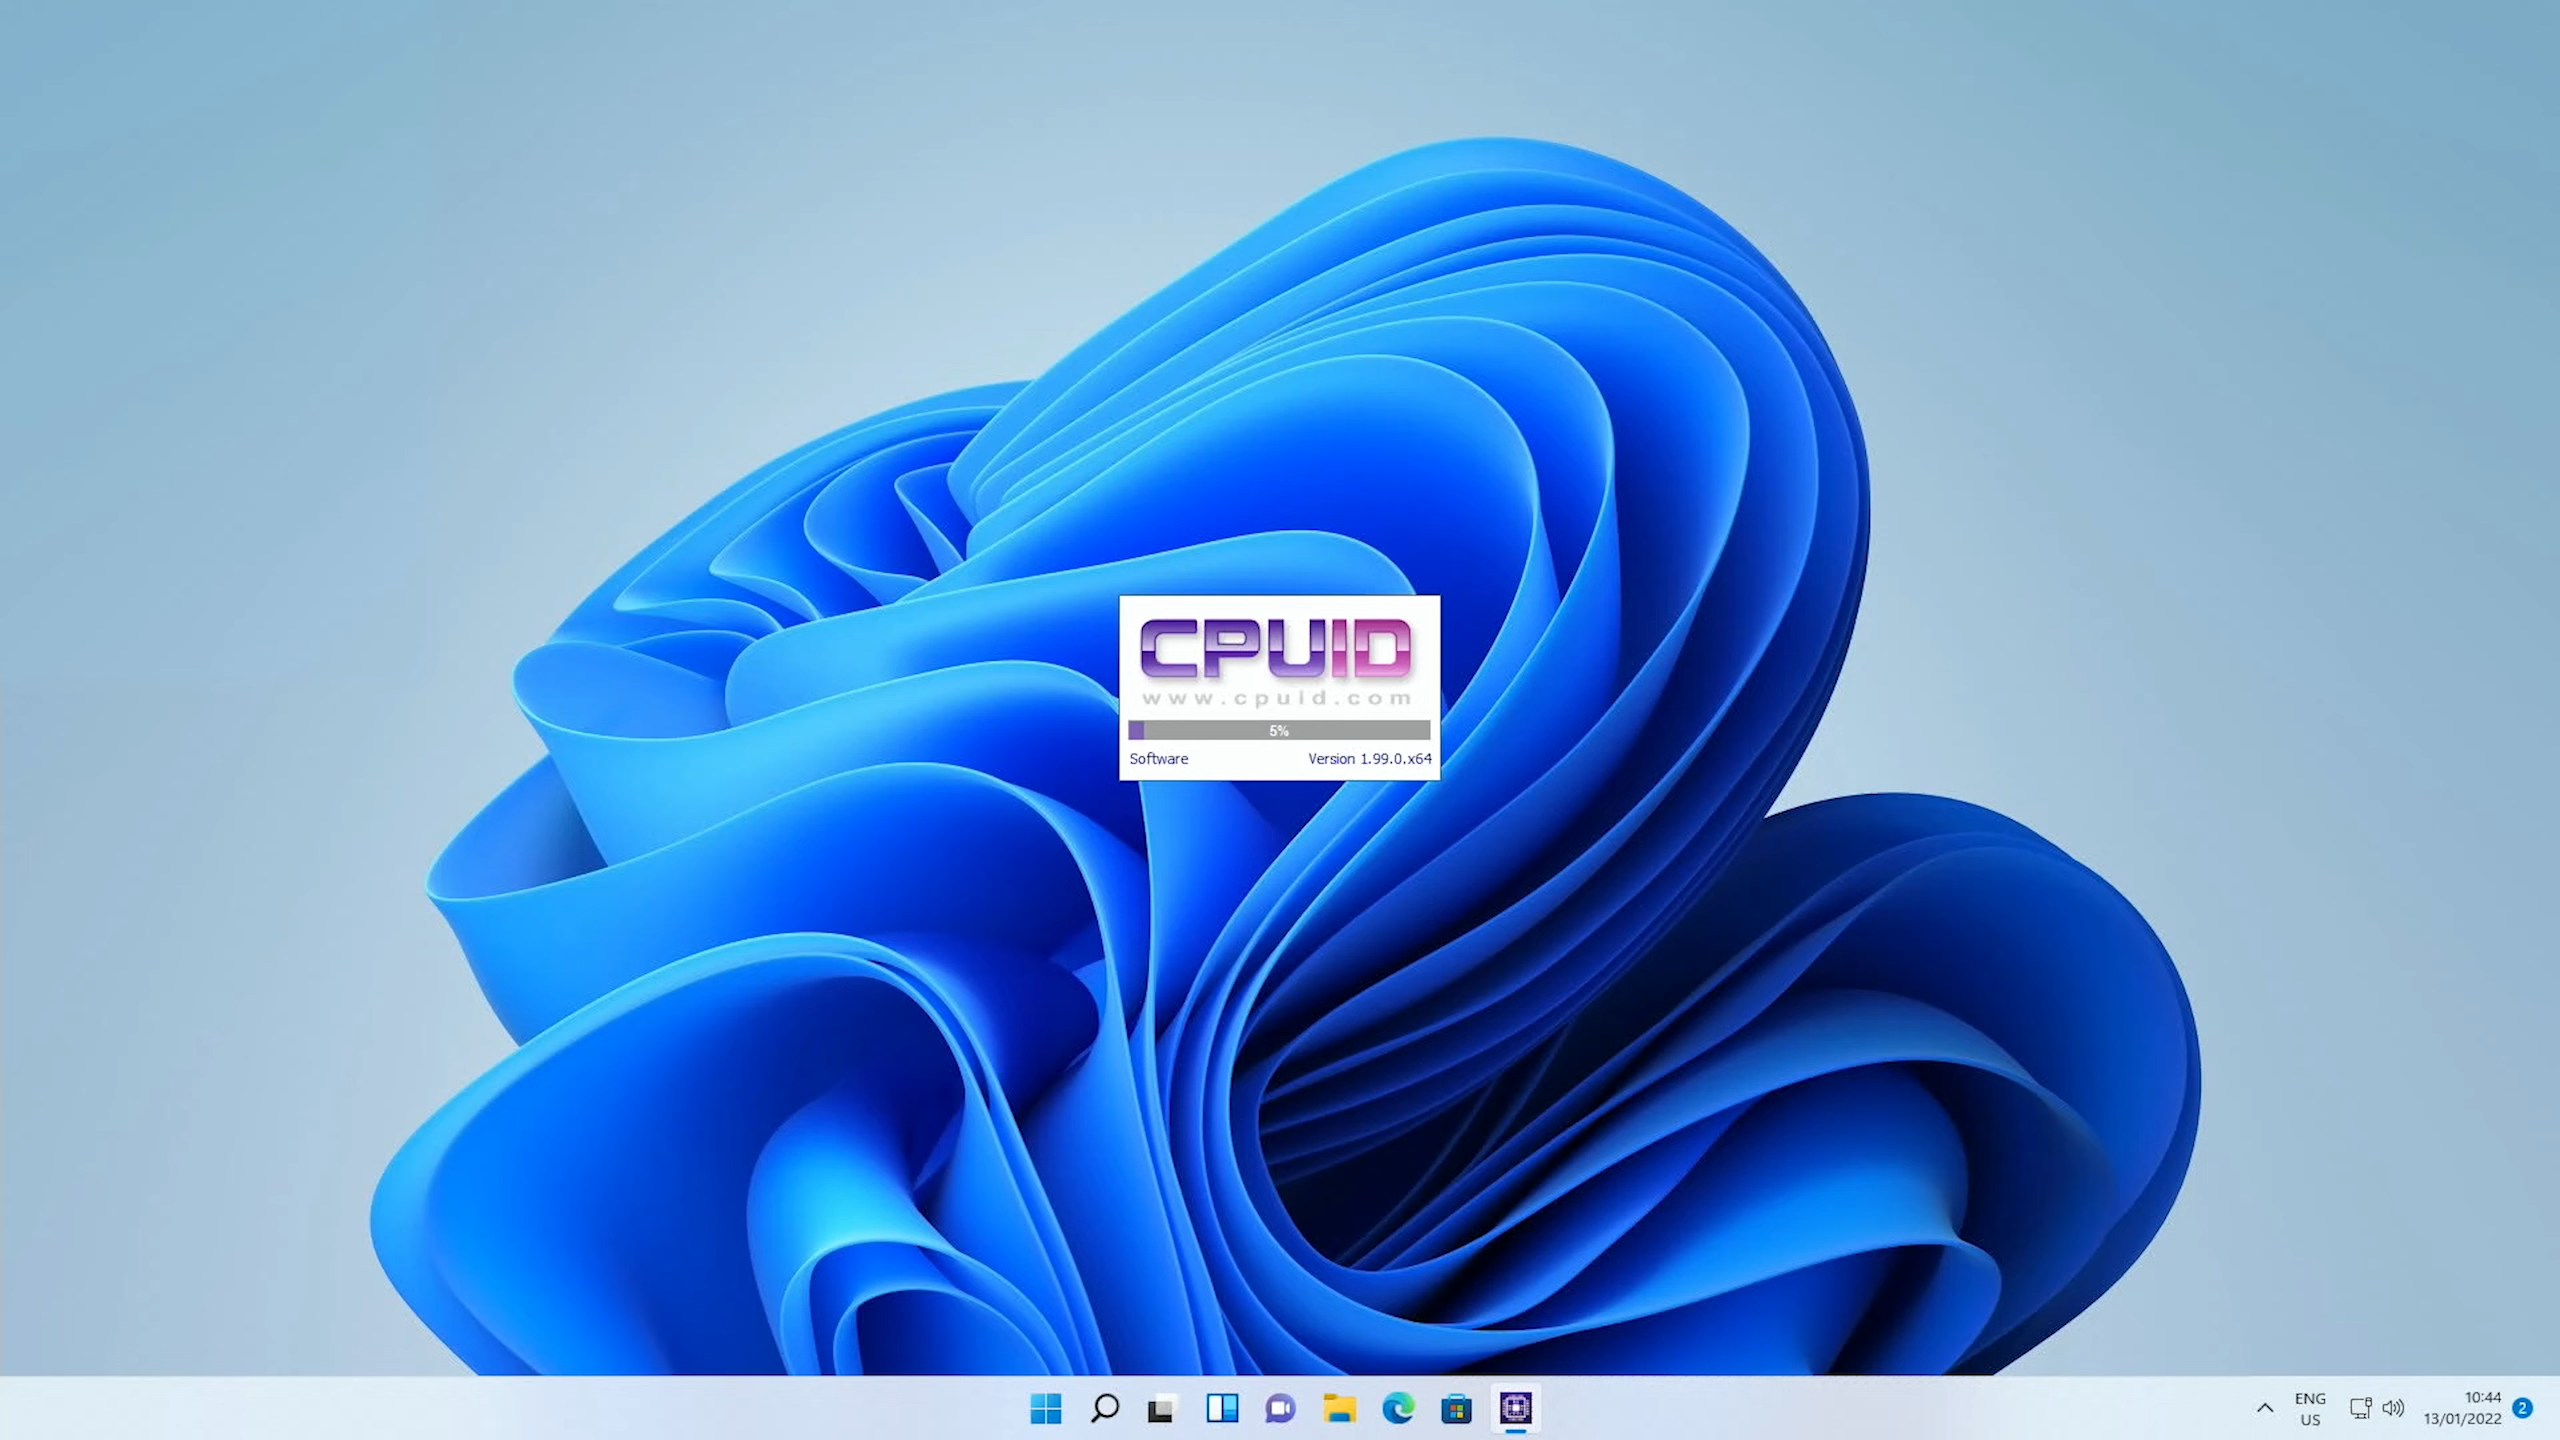 CPUID
www.cpuid.com
5%
Software Version 1.99.0.x64
ENG
US
10:44
13/01/2022
2